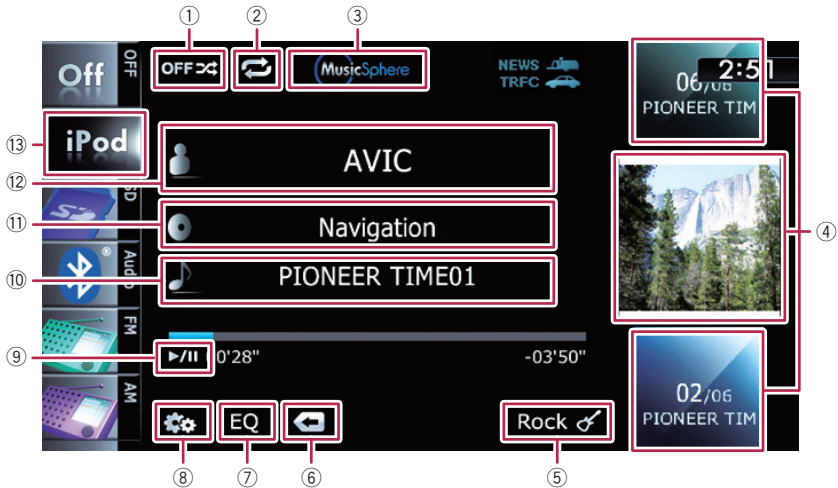 ① ② ③
OFF
Off
OFF
MusicSphere
NEWS
TRFC
2:51
06/06
PIONEER TIM
⑬
iPod
⑫
AVIC
④
SD
⑪
Navigation
®
Audio
⑩
PIONEER TIME01
FM
⑨
►/II
0'28"
-03'50"
AM
02/06
PIONEER TIM
EQ
Rock
⑧ ⑦ ⑥ ⑤